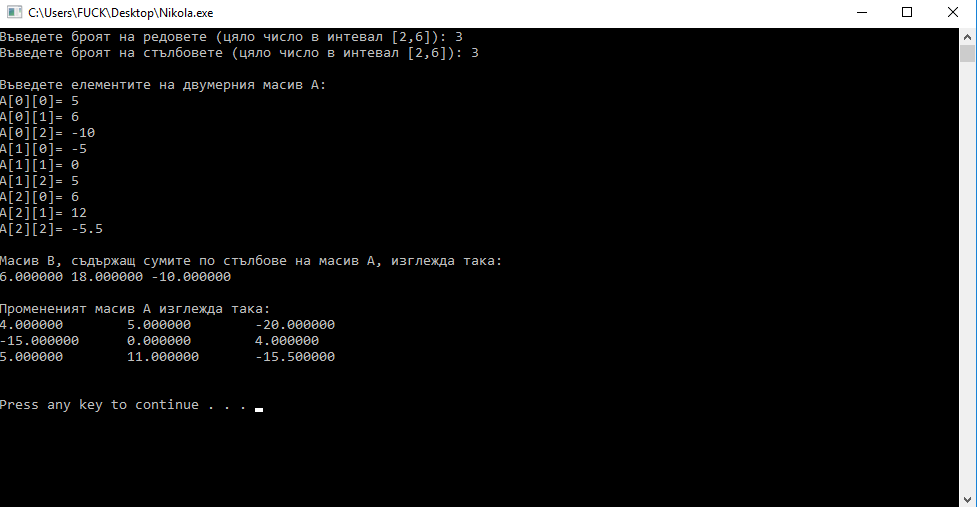 C:\Users\FUCK\Desktop\Nikola.exe
Въведете броят на редовете (цяло число в интевал [2,6]): 3
Въведете броят на стълбовете (цяло число в интевал [2,6]): 3
Въведете елементите на двумерния масив A:
A[0][0]= 5
A[0][1]= 6
A[0][2]= -10
A[1][0]= -5
A[1][1]= 0
A[1][2]= 5
A[2][0]= 6
A[2][1]= 12
A[2][2]= -5.5
Масив B, съдържащ сумите по стълбове на масив A, изглежда така:
6.000000 18.000000 -10.000000
Промененият масив A изглежда така:
4.000000 5.000000 -20.000000
-15.000000 0.000000 4.000000
5.000000 11.000000 -15.500000
Press any key to continue . . .